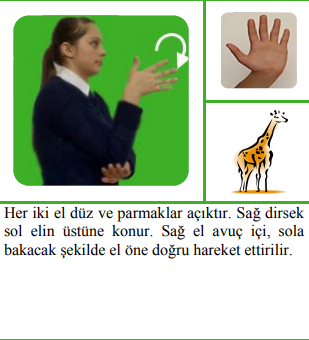 Her iki el düz ve parmaklar açıktır. Sağ dirsek
sol elin üstüne konur. Sağ el avuç içi, sola
bakacak şekilde el öne doğru hareket ettirilir.